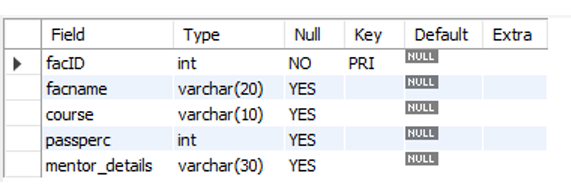 Field Type Null Key Default Extra
facID int NO PRI NULL
facname varchar(20) YES NULL
course varchar(10) YES NULL
passperc int YES NULL
mentor_details varchar(30) YES NULL